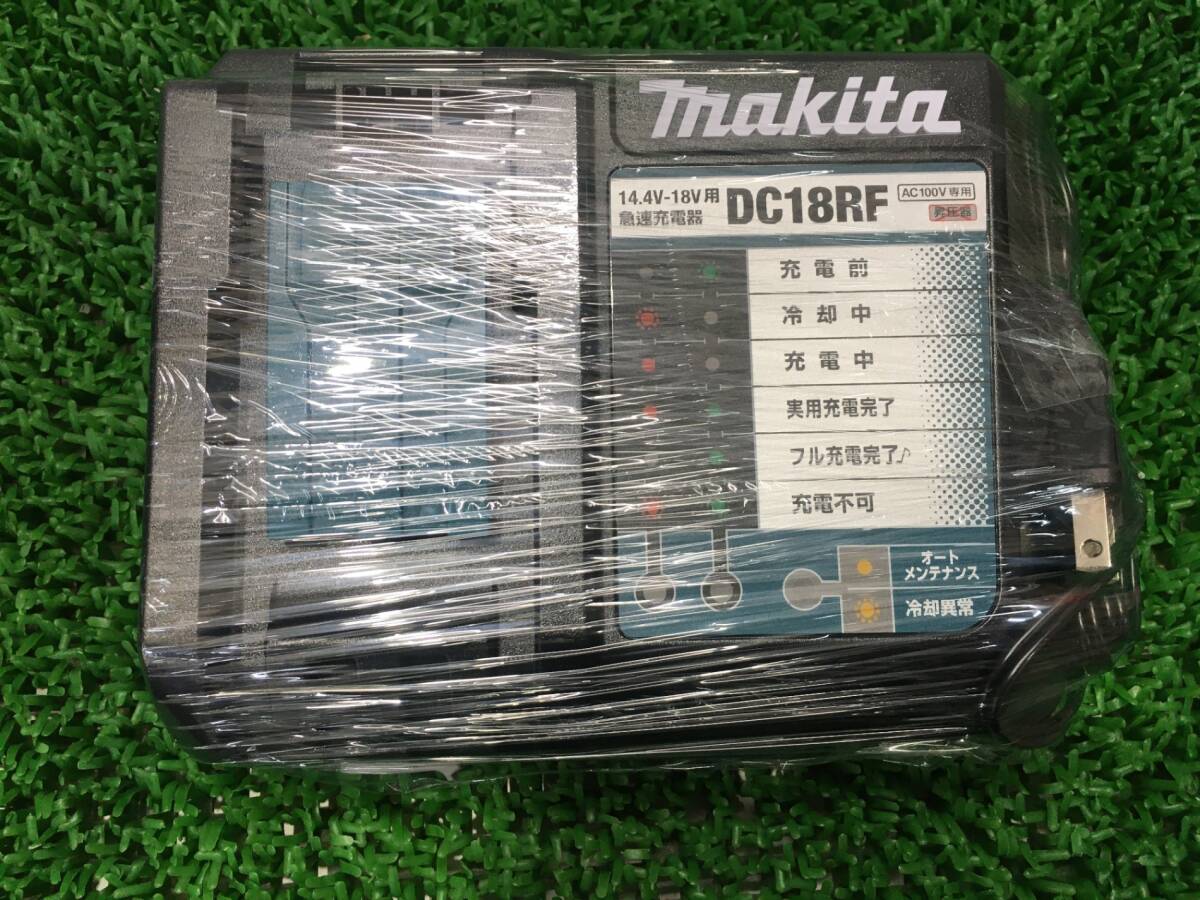 makita
14.4V-18V用
急速充電器
DC18RF
AC100V専用
昇圧器
充電前
冷却中
充電中
実用充電完了
フル充電完了♪
充電不可
オート
メンテナンス
冷却異常